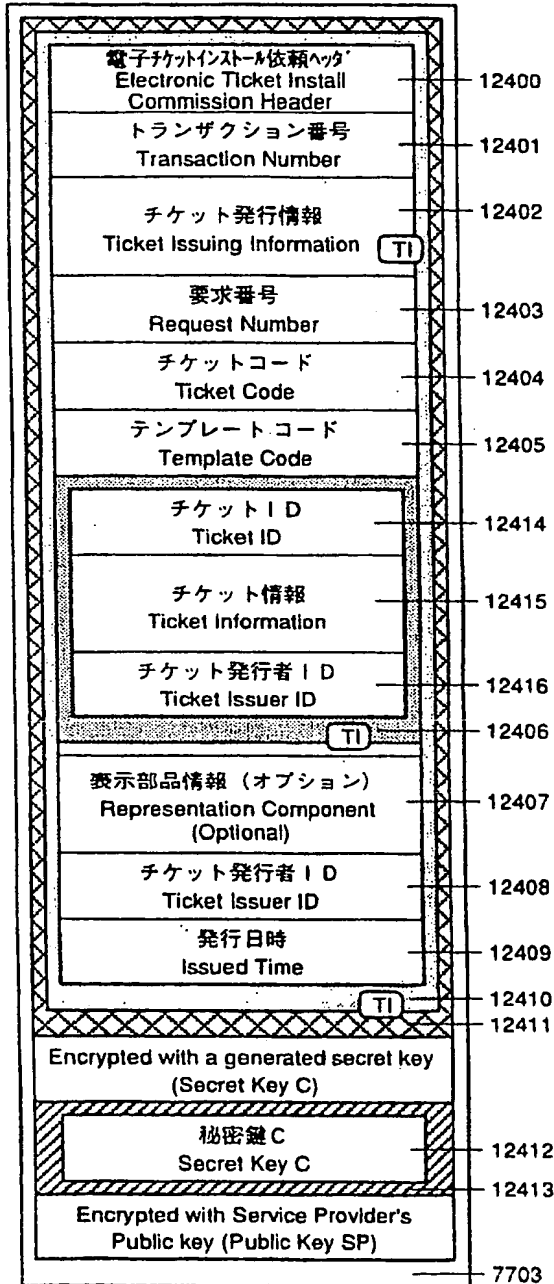 電子チケットインストール依頼ヘッダ
Electronic Ticket Install
Commission Header
12400
トランザクション番号
Transaction Number
12401
チケット発行情報
Ticket Issuing Information
TI
12402
要求番号
Request Number
12403
チケットコード
Ticket Code
12404
テンプレートコード
Template Code
12405
チケットID
Ticket ID
12414
チケット情報
Ticket Information
12415
チケット発行者ID
Ticket Issuer ID
12416
TI
12406
表示部品情報（オプション）
Representation Component
(Optional)
12407
チケット発行者ID
Ticket Issuer ID
12408
発行日時
Issued Time
12409
TI
12410
12411
Encrypted with a generated secret key
(Secret Key C)
秘密鍵C
Secret Key C
12412
12413
Encrypted with Service Provider's
Public key (Public Key SP)
7703